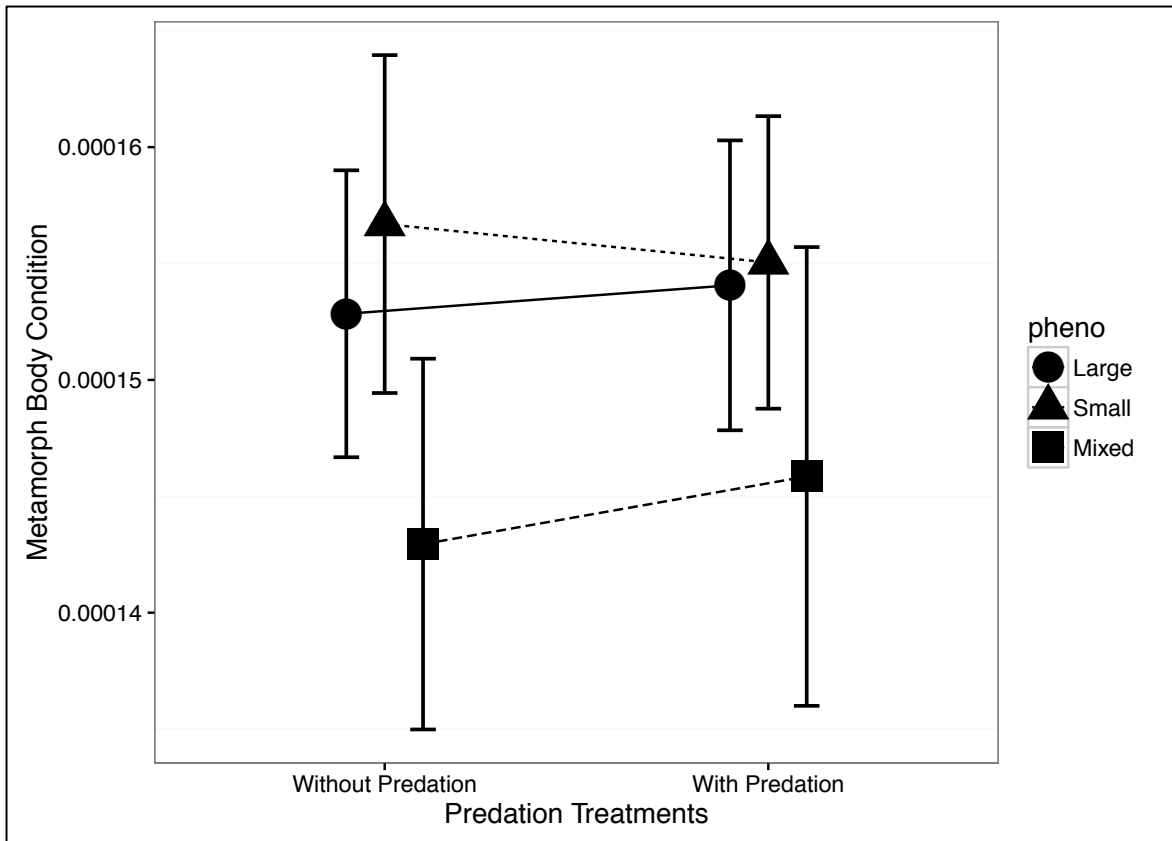 Metamorph Body Condition
0.00016
0.00015
0.00014
Without Predation
With Predation
Predation Treatments
pheno
Large
Small
Mixed